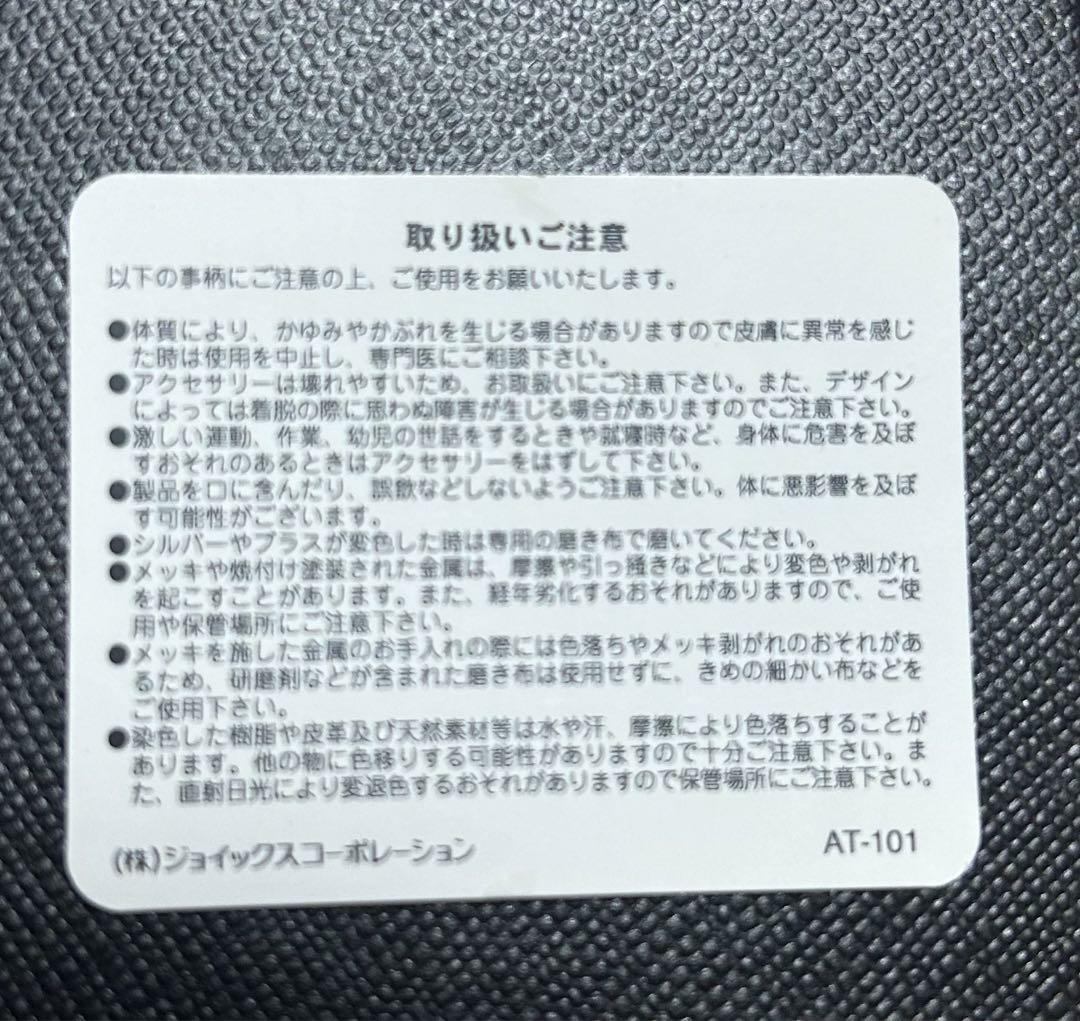 取り扱いご注意
以下の事柄にご注意の上、ご使用をお願いいたします。
●体質により、かゆみやかぶれを生じる場合がありますので皮膚に異常を感じ
た時は使用を中止し、専門医にご相談下さい。
●アクセサリーは壊れやすいため、お取扱いにご注意下さい。また、デザイン
によっては着脱の際に思わぬ障害が生じる場合がありますのでご注意下さい。
●激しい運動、作業、幼児の世話をするときや就寝時など、身体に危害を及ぼ
すおそれのあるときはアクセサリーをはずして下さい。
●製品を口に含んだり、誤飲などしないようご注意下さい。体に悪影響を及ぼ
す可能性がございます。
●シルバーやブラスが変色した時は専用の磨き布で磨いてください。
●メッキや焼付け塗装された金属は、摩擦や引っ掻きなどにより変色や剥がれ
を起こすことがあります。また、経年劣化するおそれがありますので、ご使
用や保管場所にご注意下さい。
●メッキを施した金属のお手入れの際には色落ちやメッキ剥がれのおそれがあ
るため、研磨剤などが含まれた磨き布は使用せずに、きめの細かい布などを
ご使用下さい。
●染色した樹脂や皮革及び天然素材等は水や汗、摩擦により色落ちすることが
あります。他の物に色移りする可能性がありますので十分ご注意下さい。ま
た、直射日光により変退色するおそれがありますので保管場所にご注意下さい。
(株)ジョイックスコーポレーション
AT-101